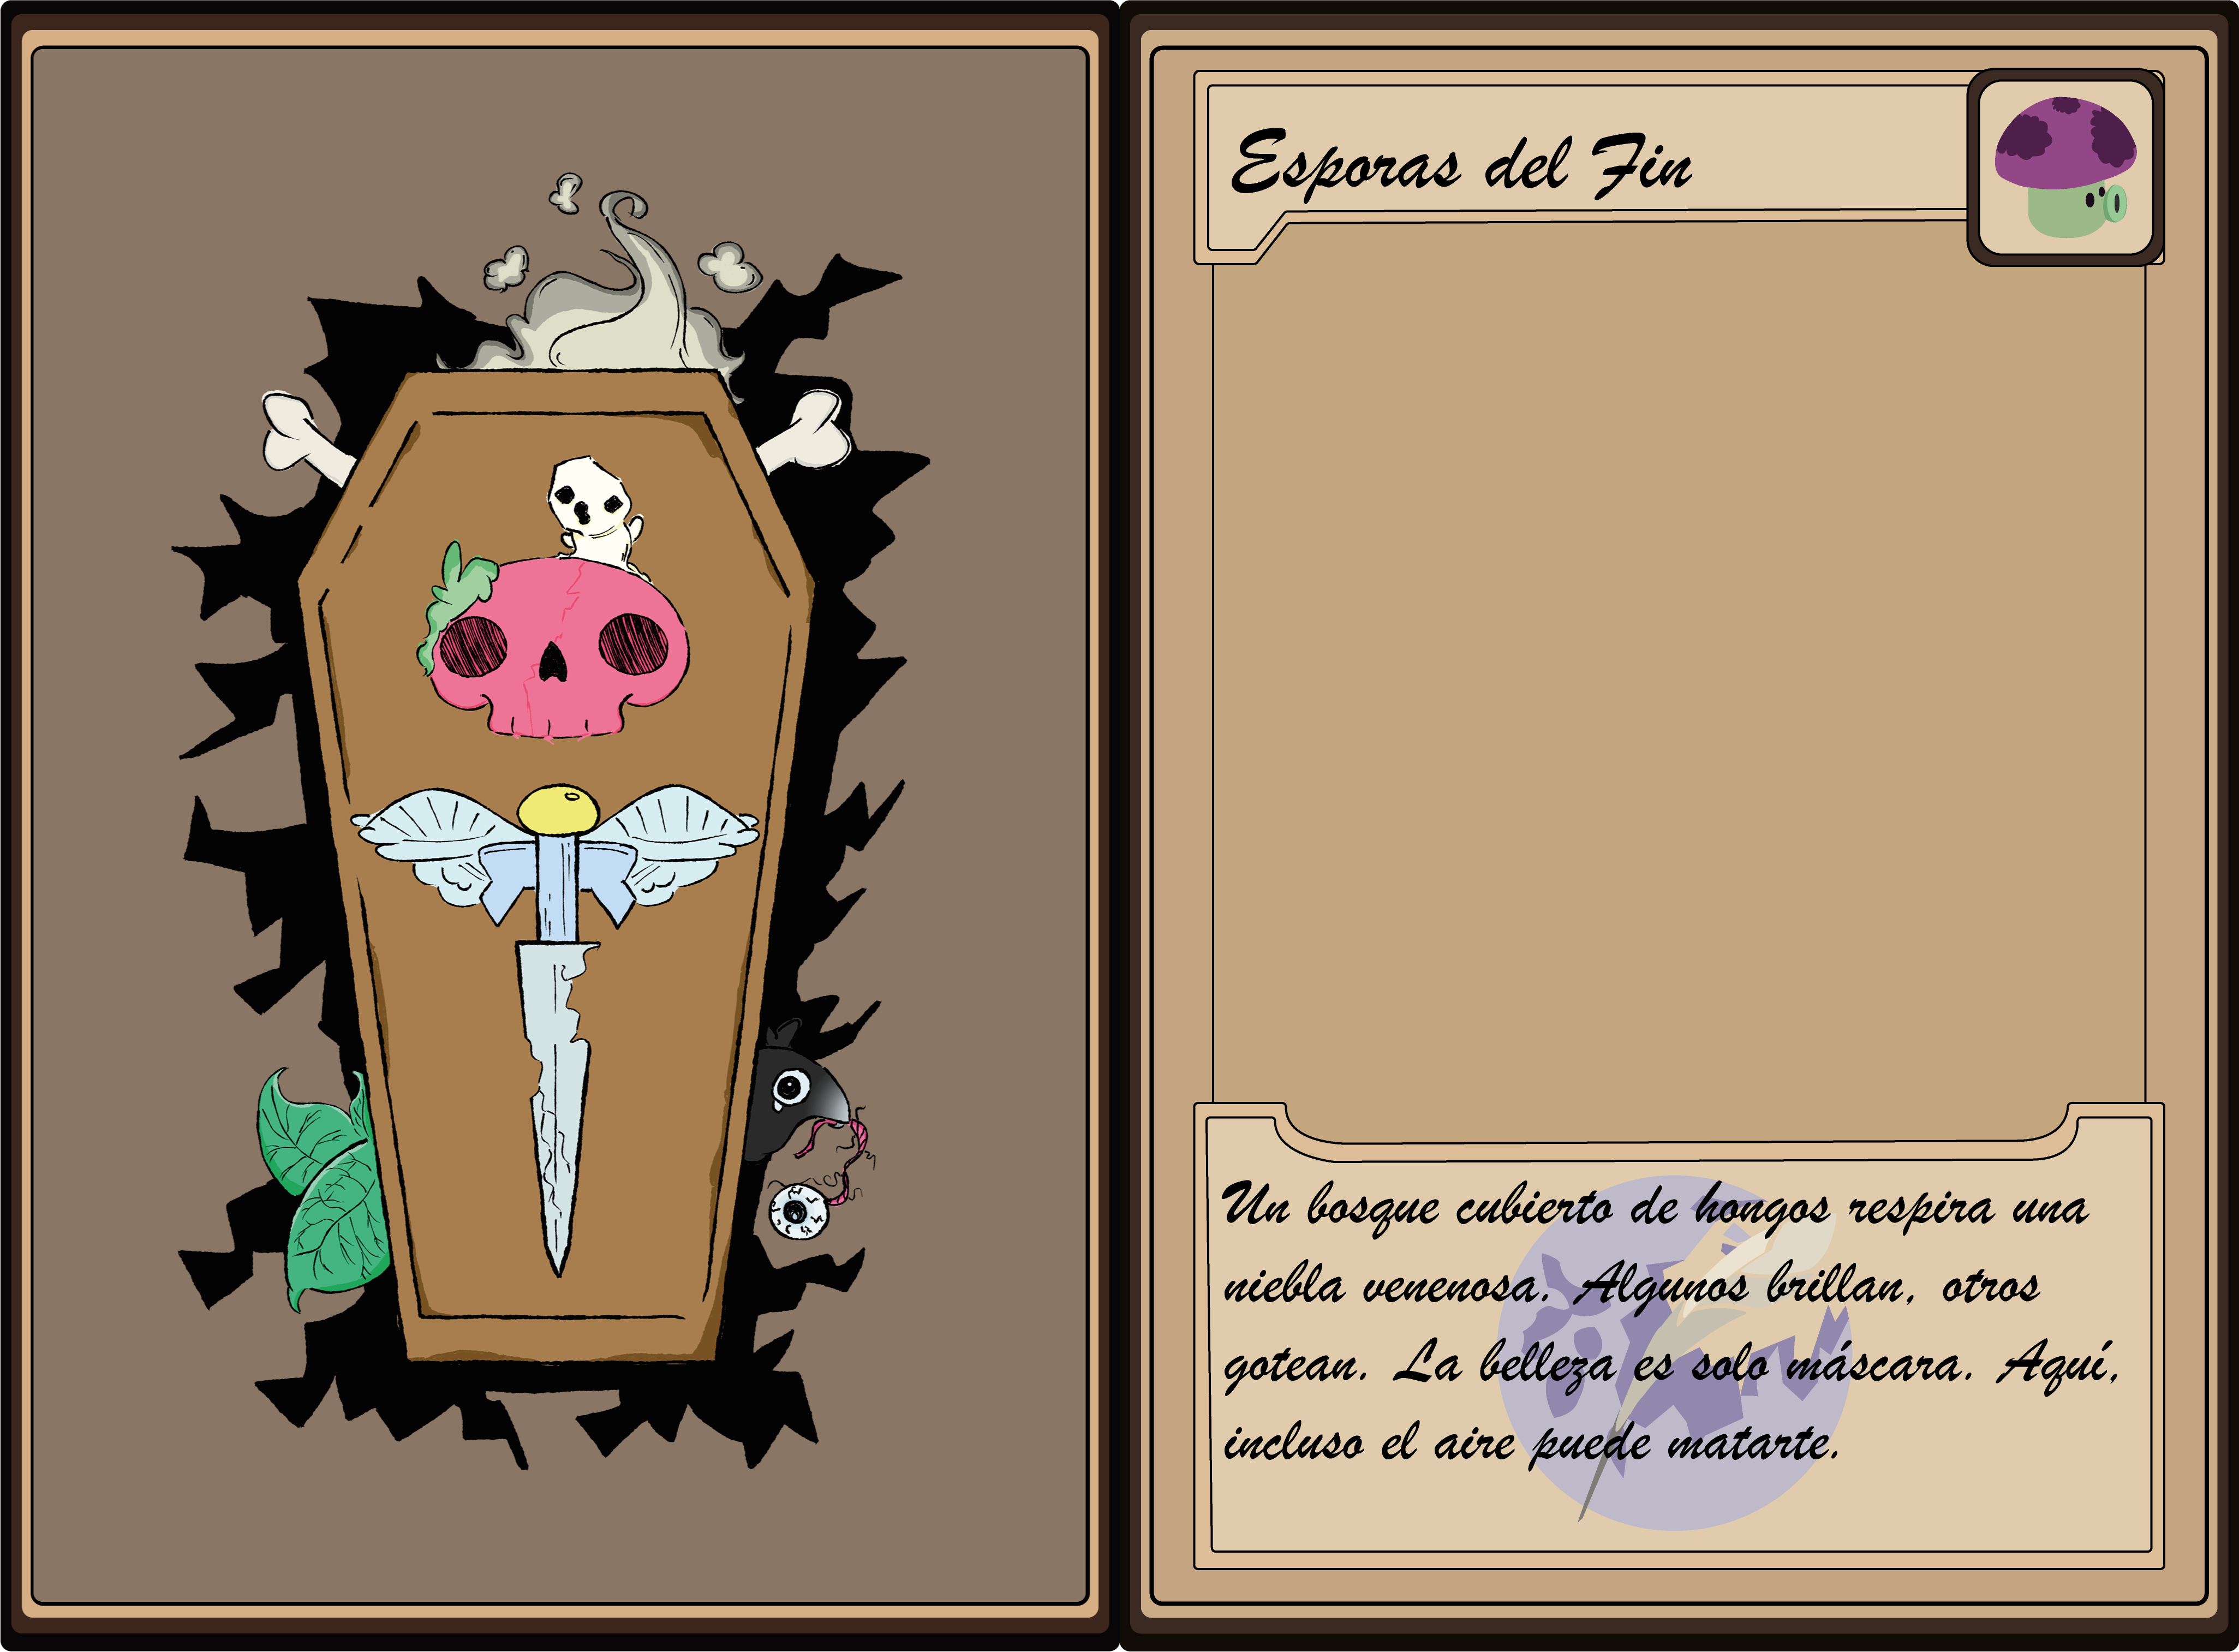 Esporas del Fin
Un bosque cubierto de hongos respira una
niebla venenosa. Algunos brillan, otros
gotean. La belleza es solo máscara. Aquí,
incluso el aire puede matarte.